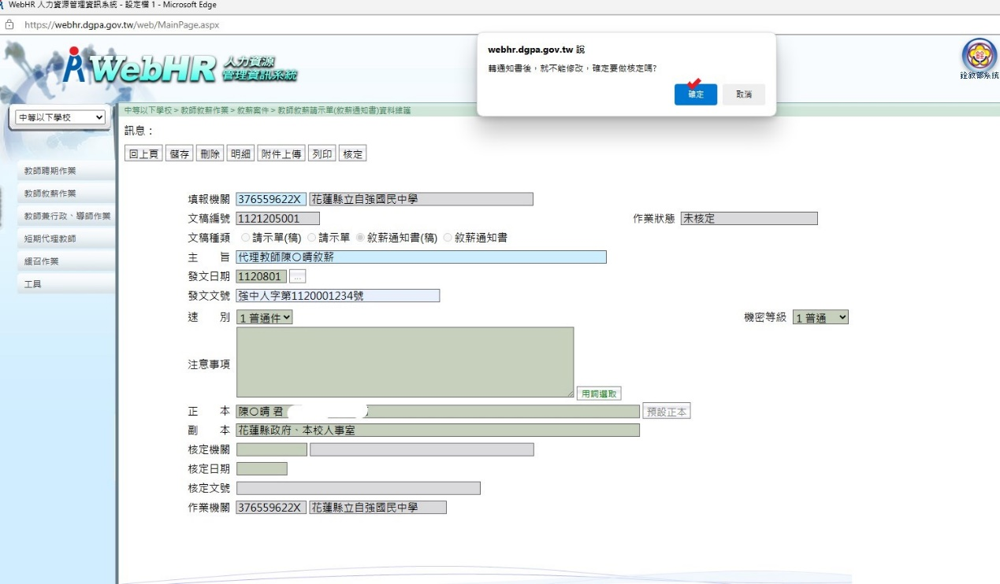 WebHR 人力資源管理資訊系統 - 設定檔 1 - Microsoft Edge
https://webhr.dgpa.gov.tw/web/MainPage.aspx
WebHR 人力資源
管理資訊系統
webhr.dgpa.gov.tw 說
轉通知書後，就不能修改，確定要做核定嗎?
確定 取消
銓敘部系統
中等以下學校
中等以下學校 > 教師敘薪作業 > 敘薪案件 > 教師敘薪請示單(敘薪通知書)資料維護
訊息：
回上頁 儲存 刪除 明細 附件上傳 列印 核定
教師聘期作業
教師敘薪作業
教師兼行政、導師作業
短期代理教師
緩召作業
工具
填報機關 376559622X 花蓮縣立自強國民中學
文稿編號 1121205001 作業狀態 未核定
文稿種類 請示單(稿) 請示單 敘薪通知書(稿) 敘薪通知書
主 旨 代理教師陳○晴敘薪
發文日期 1120801 ...
發文文號 強中人字第1120001234號
速 別 1 普通件 機密等級 1 普通
注意事項
用詞選取
正 本 陳○晴 君 預設正本
副 本 花蓮縣政府、本校人事室
核定機關
核定日期
核定文號
作業機關 376559622X 花蓮縣立自強國民中學